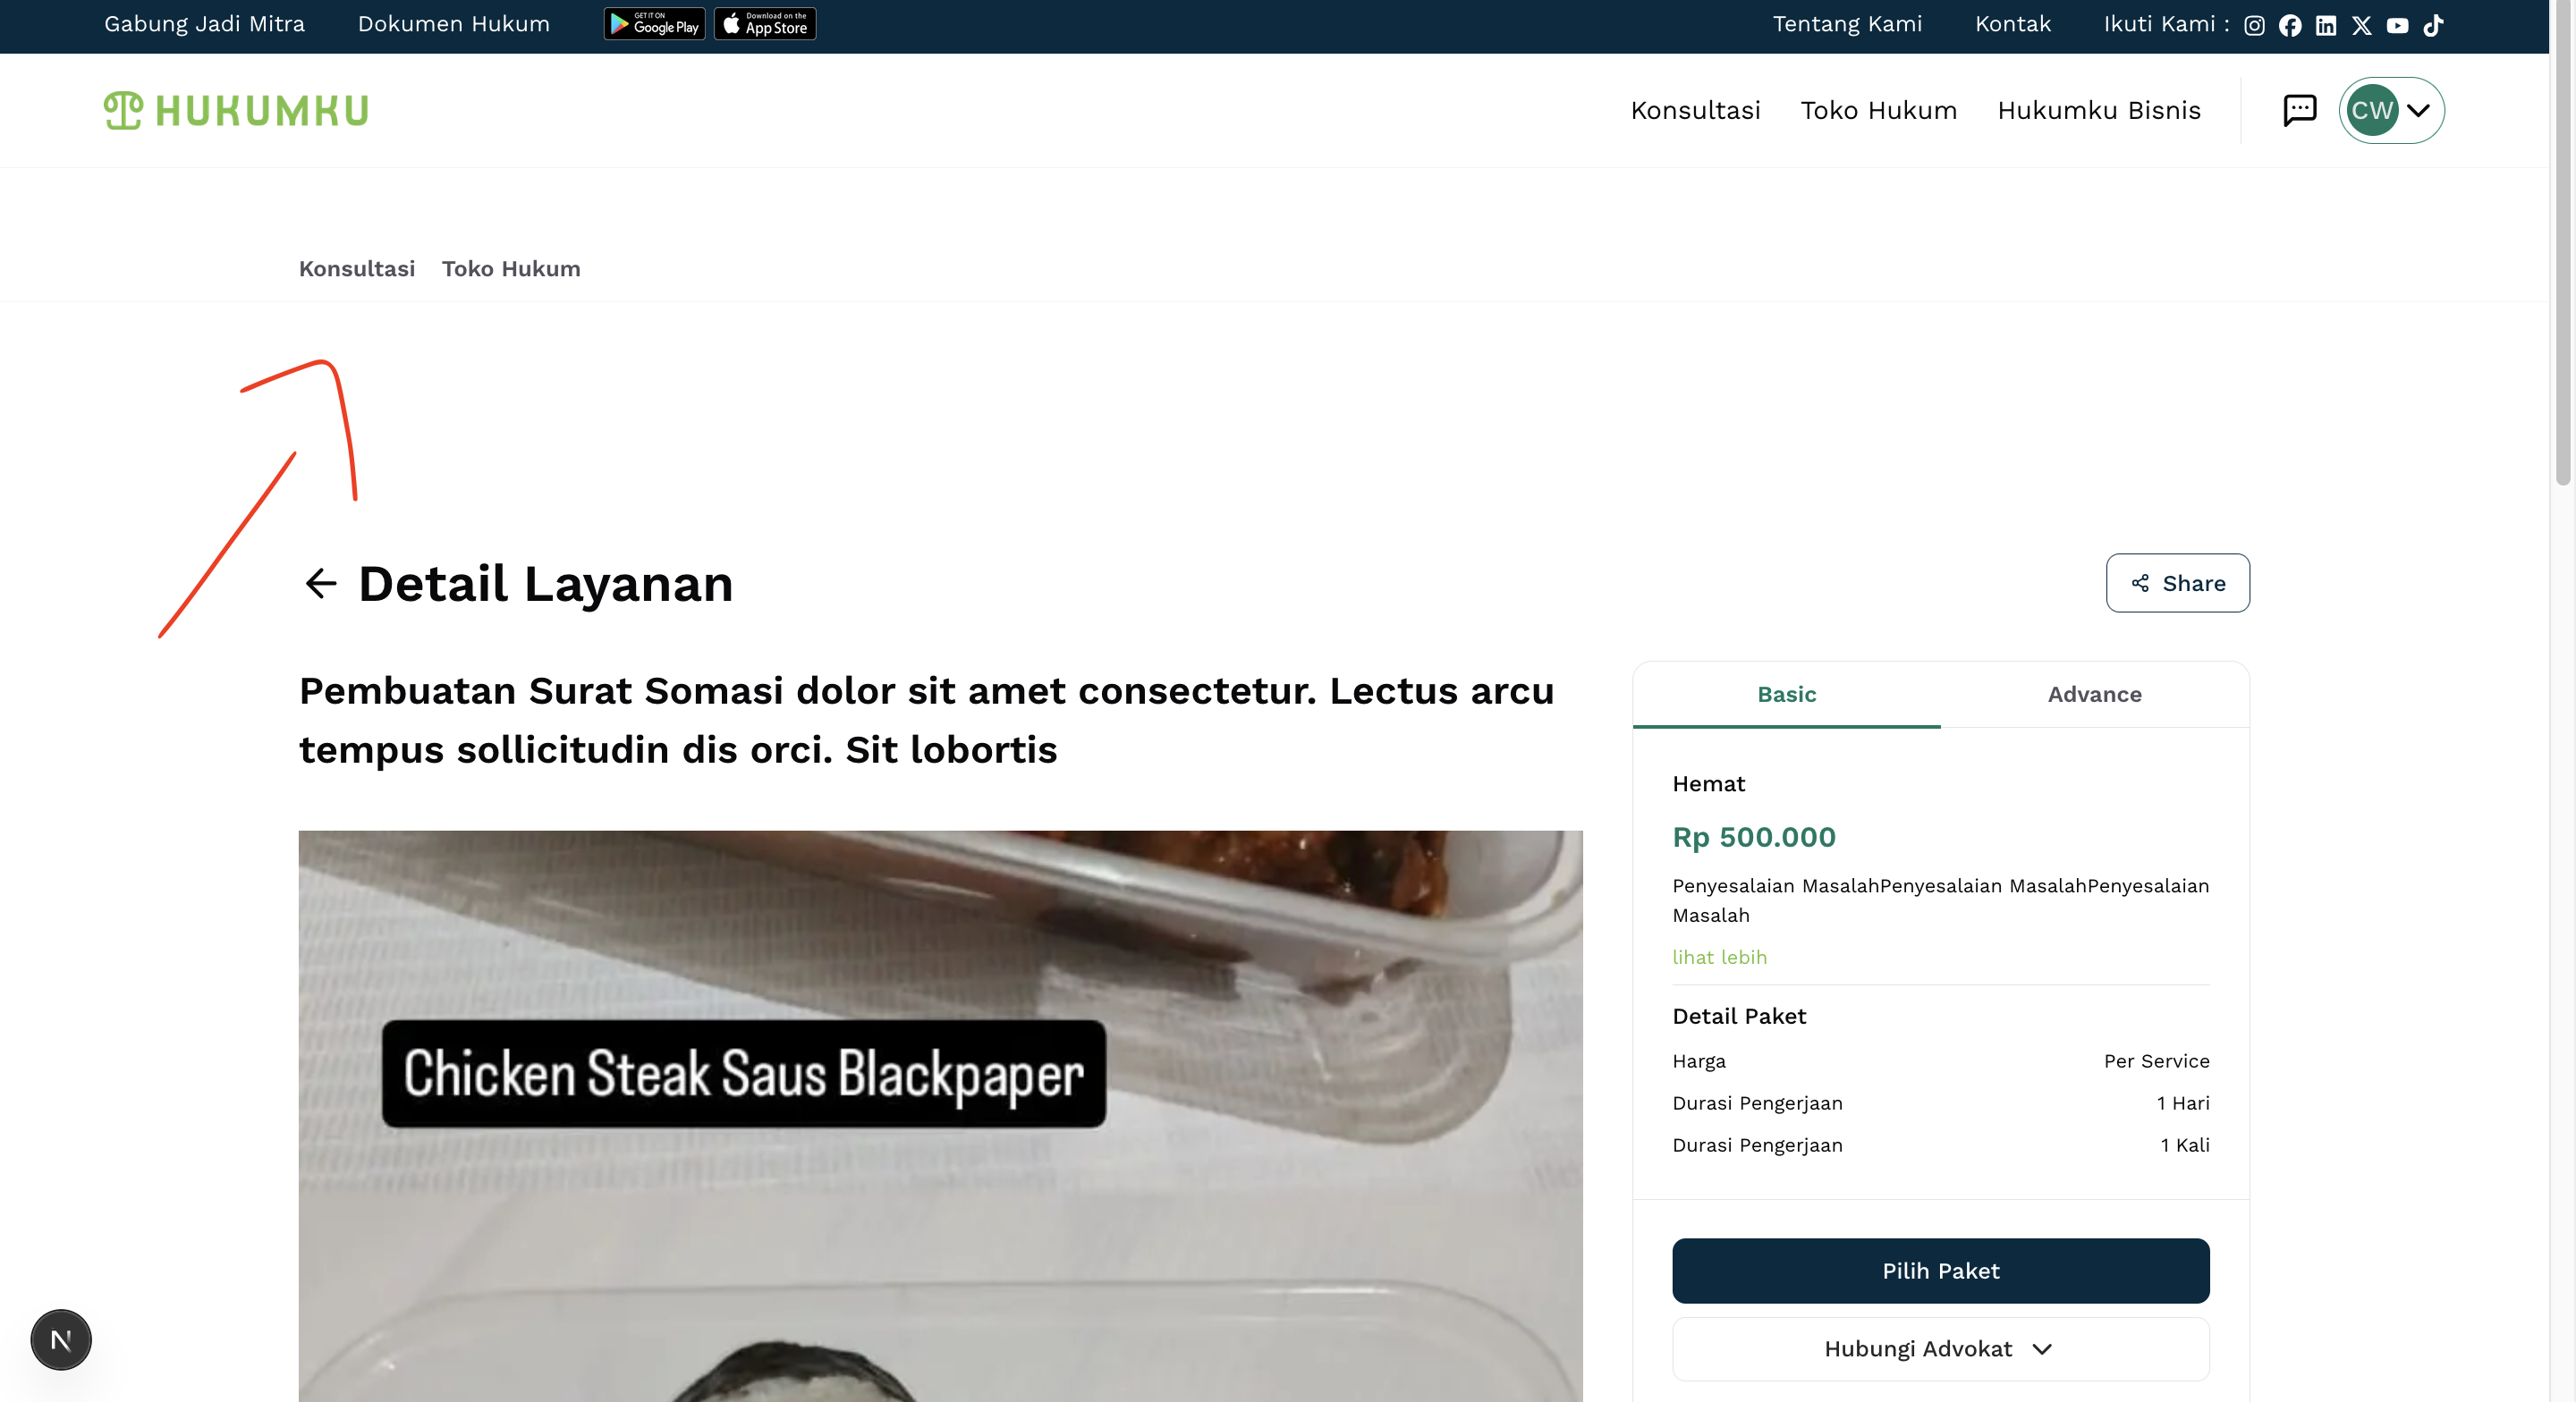 Gabung Jadi Mitra
Dokumen Hukum
GET IT ON
Google Play
Download on the
App Store
Tentang Kami
Kontak
Ikuti Kami :
HUKUMKU
Konsultasi
Toko Hukum
Hukumku Bisnis
CW
Konsultasi
Toko Hukum
Detail Layanan
Share
Pembuatan Surat Somasi dolor sit amet consectetur. Lectus arcu
tempus sollicitudin dis orci. Sit lobortis
Chicken Steak Saus Blackpaper
Basic
Advance
Hemat
Rp 500.000
Penyesalaian MasalahPenyesalaian MasalahPenyesalaian
Masalah
lihat lebih
Detail Paket
Harga Per Service
Durasi Pengerjaan 1 Hari
Durasi Pengerjaan 1 Kali
Pilih Paket
Hubungi Advokat
N